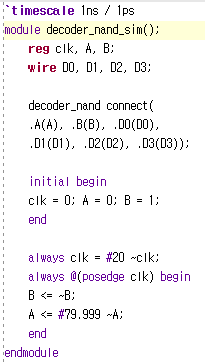 `timescale 1ns / 1ps
module decoder_nand_sim();
reg clk, A, B;
wire D0, D1, D2, D3;
decoder_nand connect(
.A(A), .B(B), .D0(D0),
.D1(D1), .D2(D2), .D3(D3));
initial begin
clk = 0; A = 0; B = 1;
end
always clk = #20 ~clk;
always @(posedge clk) begin
B <= ~B;
A <= #79.999 ~A;
end
endmodule